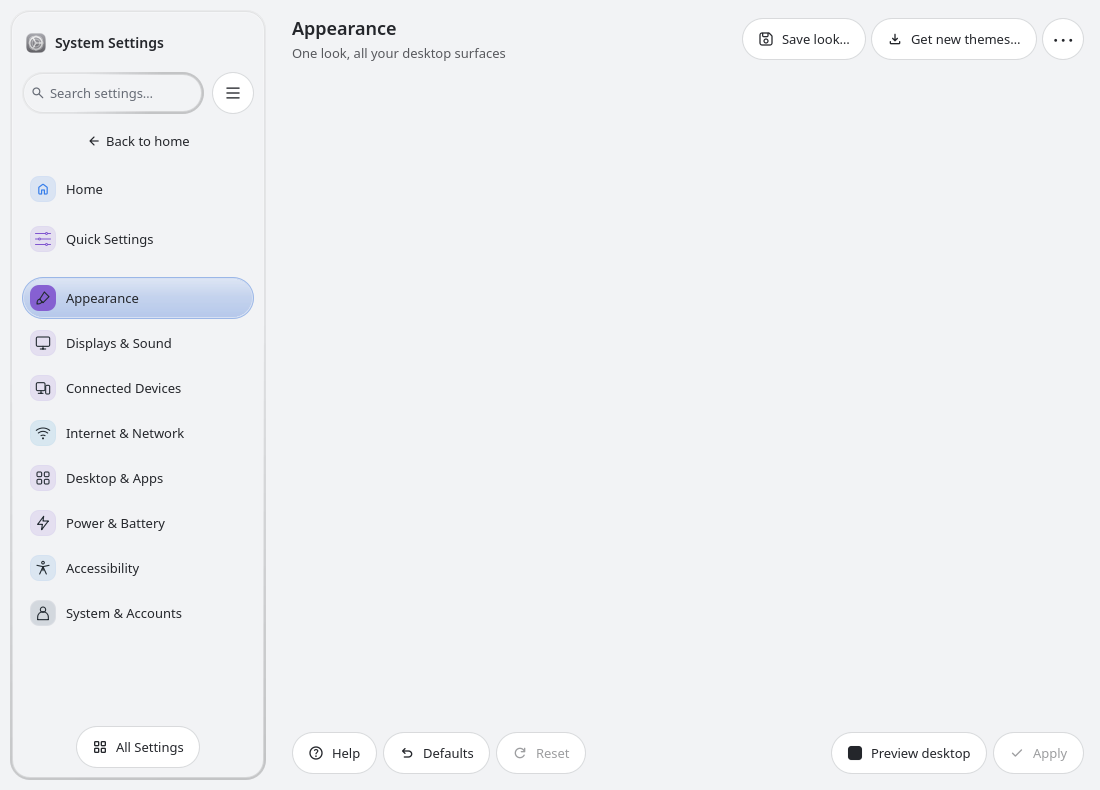 System Settings
Search settings...
Back to home
Home
Quick Settings
Appearance
Displays & Sound
Connected Devices
Internet & Network
Desktop & Apps
Power & Battery
Accessibility
System & Accounts
All Settings
Appearance
One look, all your desktop surfaces
Save look...
Get new themes...
Help
Defaults
Reset
Preview desktop
Apply